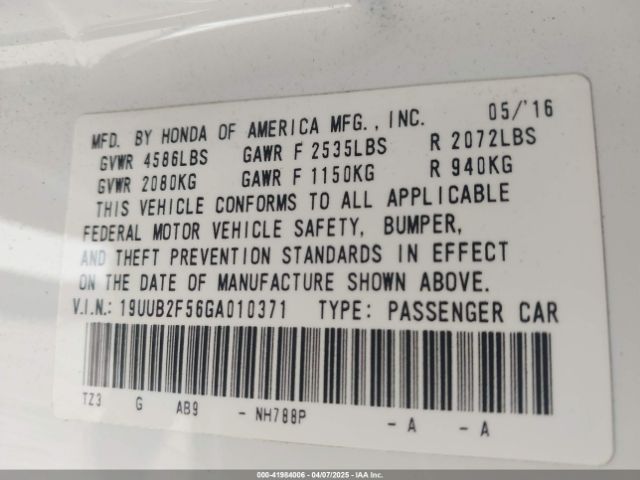 MFD. BY HONDA OF AMERICA MFG., INC. 05/'16
GVWR 4586LBS GAWR F 2535LBS R 2072LBS
GVWR 2080KG GAWR F 1150KG R 940KG
THIS VEHICLE CONFORMS TO ALL APPLICABLE
FEDERAL MOTOR VEHICLE SAFETY, BUMPER,
AND THEFT PREVENTION STANDARDS IN EFFECT
ON THE DATE OF MANUFACTURE SHOWN ABOVE.
V.I.N.: 19UUB2F56GA010371 TYPE: PASSENGER CAR
TZ3 G AB9 - NH788P - A - A
000-41984006 - 04/07/2025 - IAA Inc.